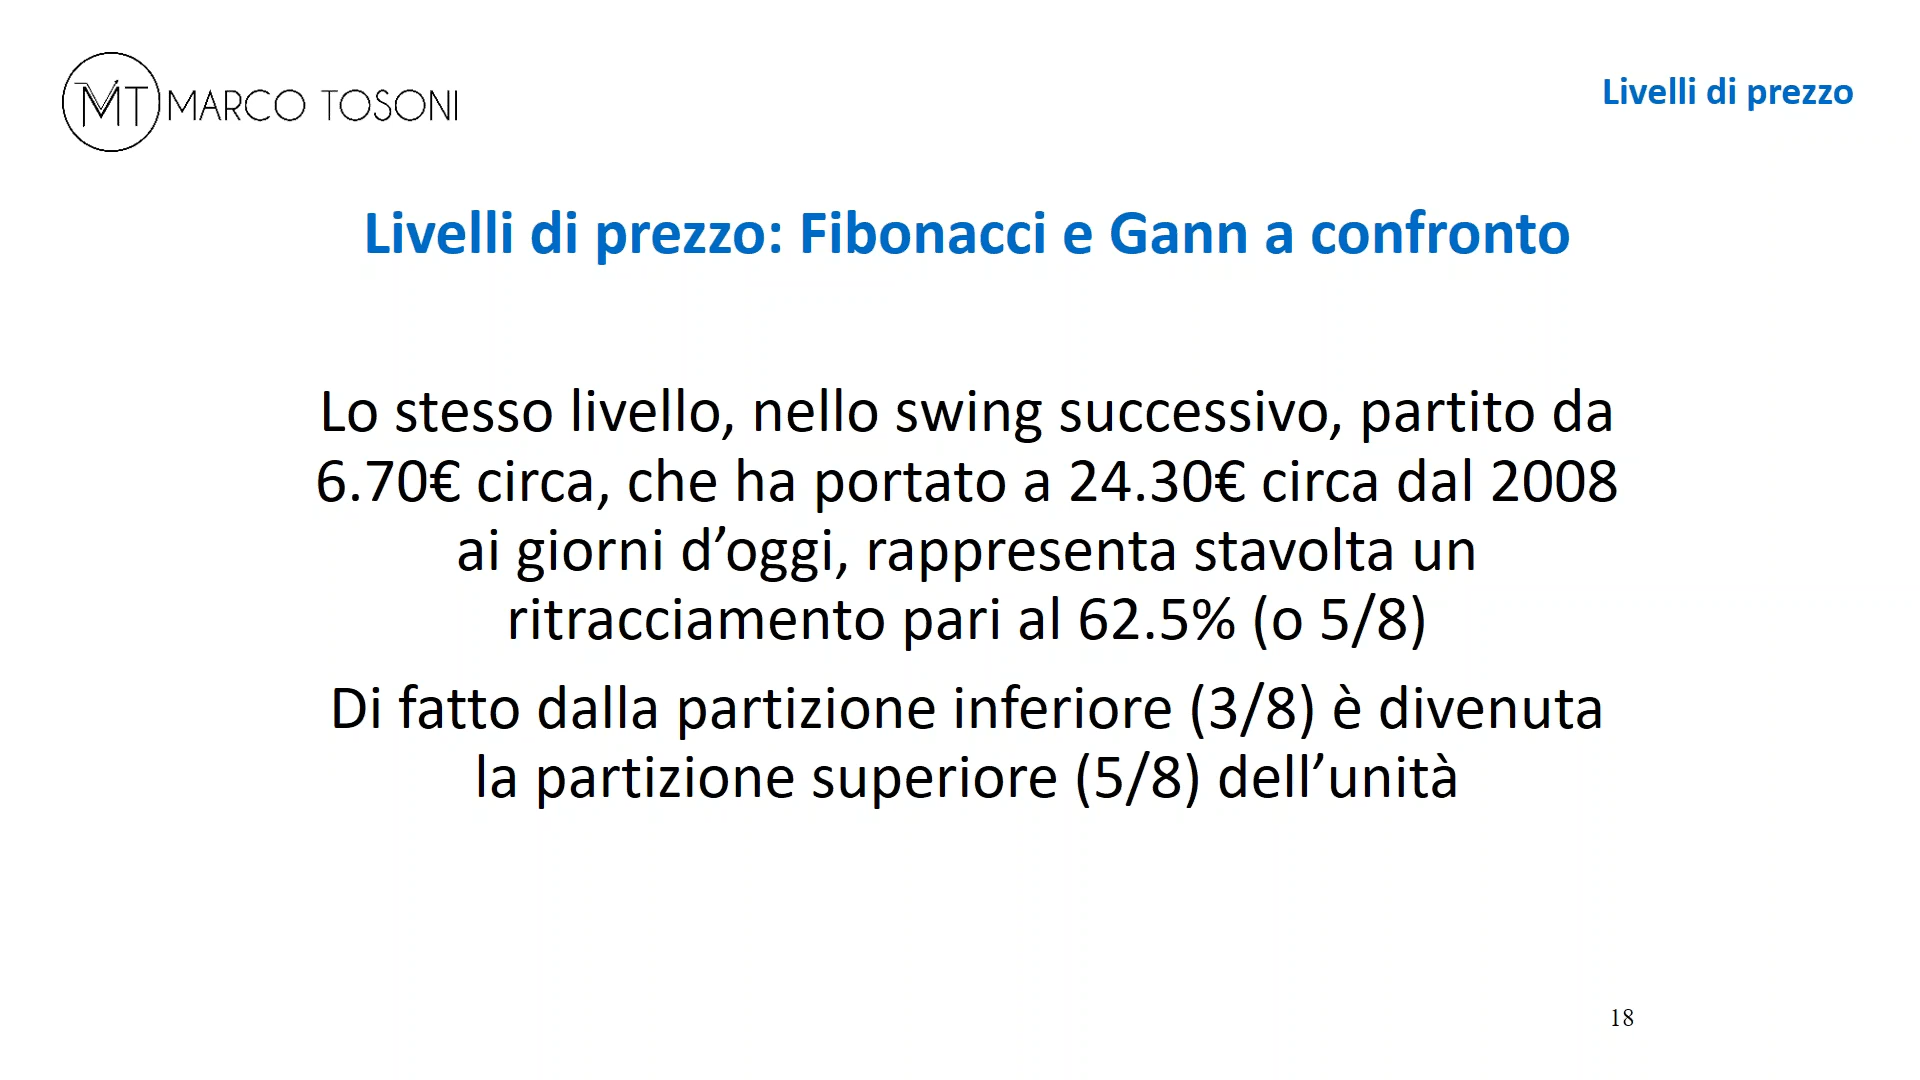 MT MARCO TOSONI
Livelli di prezzo
Livelli di prezzo: Fibonacci e Gann a confronto
Lo stesso livello, nello swing successivo, partito da
6.70€ circa, che ha portato a 24.30€ circa dal 2008
ai giorni d’oggi, rappresenta stavolta un
ritracciamento pari al 62.5% (o 5/8)
Di fatto dalla partizione inferiore (3/8) è divenuta
la partizione superiore (5/8) dell’unità
18